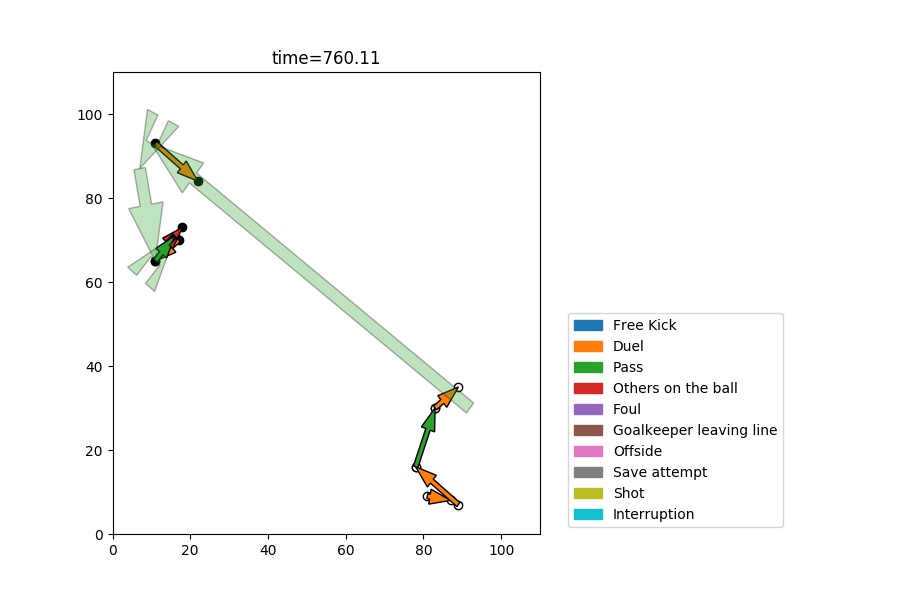 time=760.11
100
80
60
40
20
0
0 20 40 60 80 100
Free Kick
Duel
Pass
Others on the ball
Foul
Goalkeeper leaving line
Offside
Save attempt
Shot
Interruption